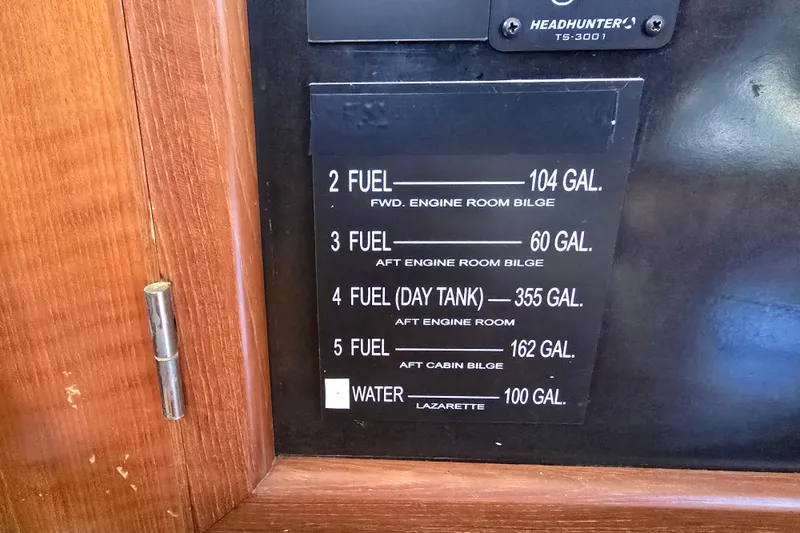 HEADHUNTER
TS-3001
2 FUEL 104 GAL.
FWD. ENGINE ROOM BILGE
3 FUEL 60 GAL.
AFT ENGINE ROOM BILGE
4 FUEL (DAY TANK) 355 GAL.
AFT ENGINE ROOM
5 FUEL 162 GAL.
AFT CABIN BILGE
WATER 100 GAL.
LAZARETTE